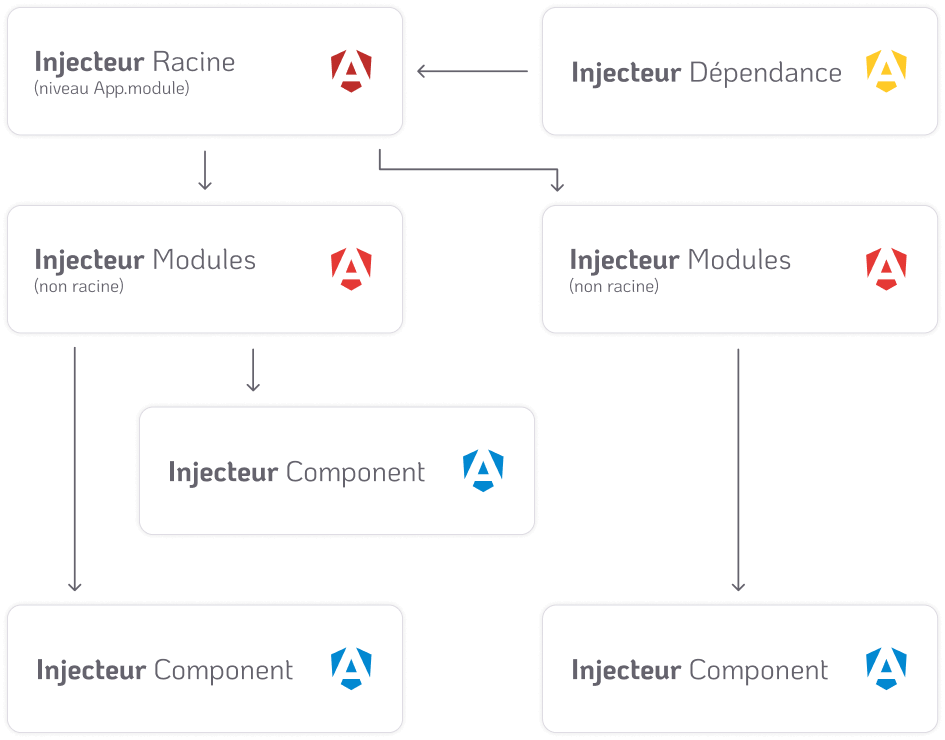 Injecteur Racine
(niveau App.module)
Injecteur Dépendance
Injecteur Modules
(non racine)
Injecteur Modules
(non racine)
Injecteur Component
Injecteur Component
Injecteur Component